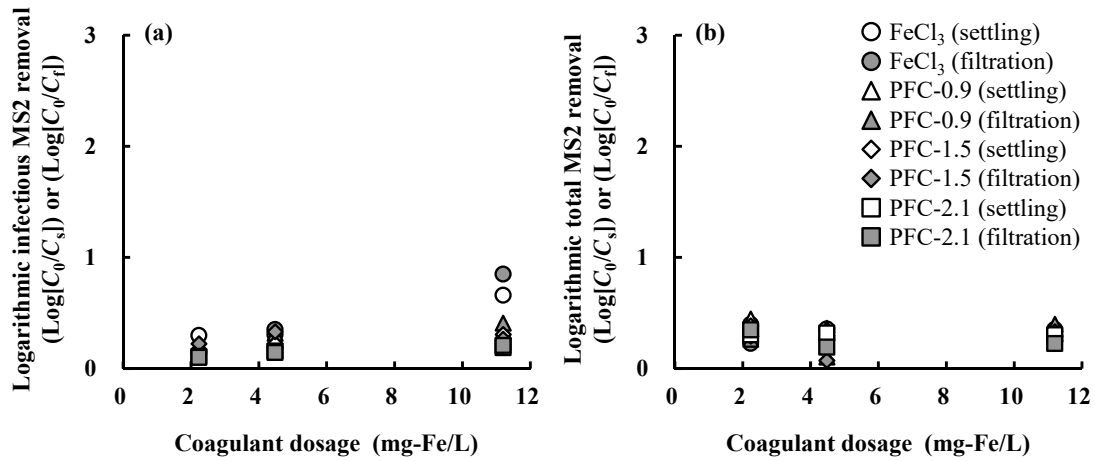 Logarithmic infectious MS2 removal
(Log[C₀/Cₛ]) or (Log[C₀/C_f])
(a)
3
2
1
0
0 2 4 6 8 10 12
Coagulant dosage (mg-Fe/L)
Logarithmic total MS2 removal
(Log[C₀/Cₛ]) or (Log[C₀/C_f])
(b)
3
2
1
0
0 2 4 6 8 10 12
Coagulant dosage (mg-Fe/L)
FeCl₃ (settling)
FeCl₃ (filtration)
PFC-0.9 (settling)
PFC-0.9 (filtration)
PFC-1.5 (settling)
PFC-1.5 (filtration)
PFC-2.1 (settling)
PFC-2.1 (filtration)